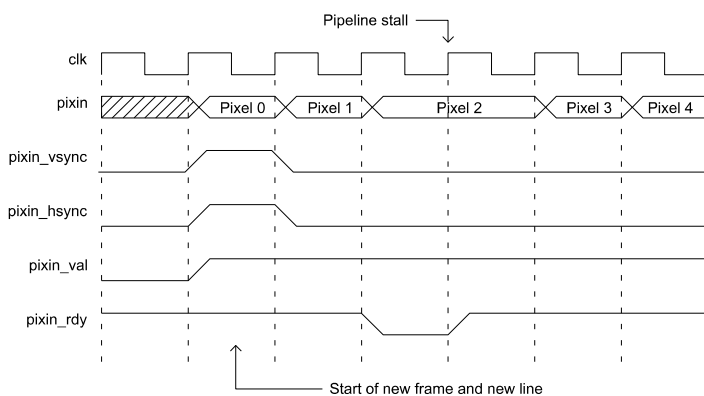 Pipeline stall
clk
pixin
Pixel 0
Pixel 1
Pixel 2
Pixel 3
Pixel 4
pixin_vsync
pixin_hsync
pixin_val
pixin_rdy
Start of new frame and new line